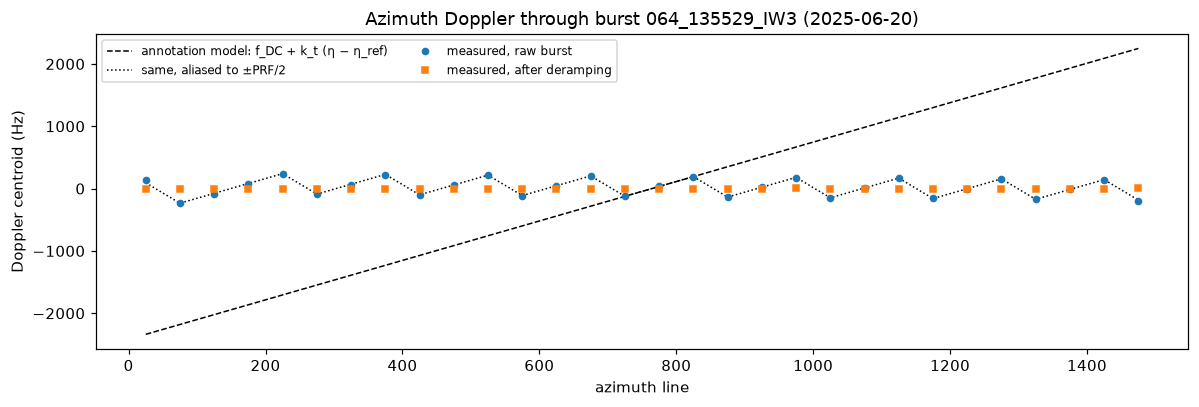 Azimuth Doppler through burst 064_135529_IW3 (2025-06-20)
annotation model: f_DC + k_t (η − η_ref)
same, aliased to ±PRF/2
measured, raw burst
measured, after deramping
Doppler centroid (Hz)
2000
1000
0
−1000
−2000
0
200
400
600
800
1000
1200
1400
azimuth line